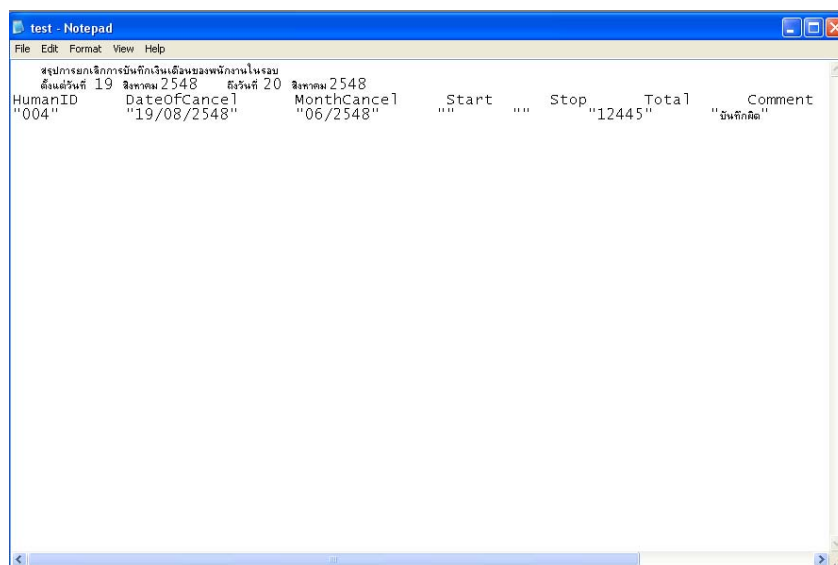 test - Notepad
File Edit Format View Help
สรุปการยกเลิกการบันทึกเงินเดือนของพนักงานในรอบ
ตั้งแต่วันที่ 19 สิงหาคม 2548 ถึงวันที่ 20 สิงหาคม 2548
HumanID DateOfCancel MonthCancel Start Stop Total Comment
"004" "19/08/2548" "06/2548" "" "" "12445" "บันทึกผิด"